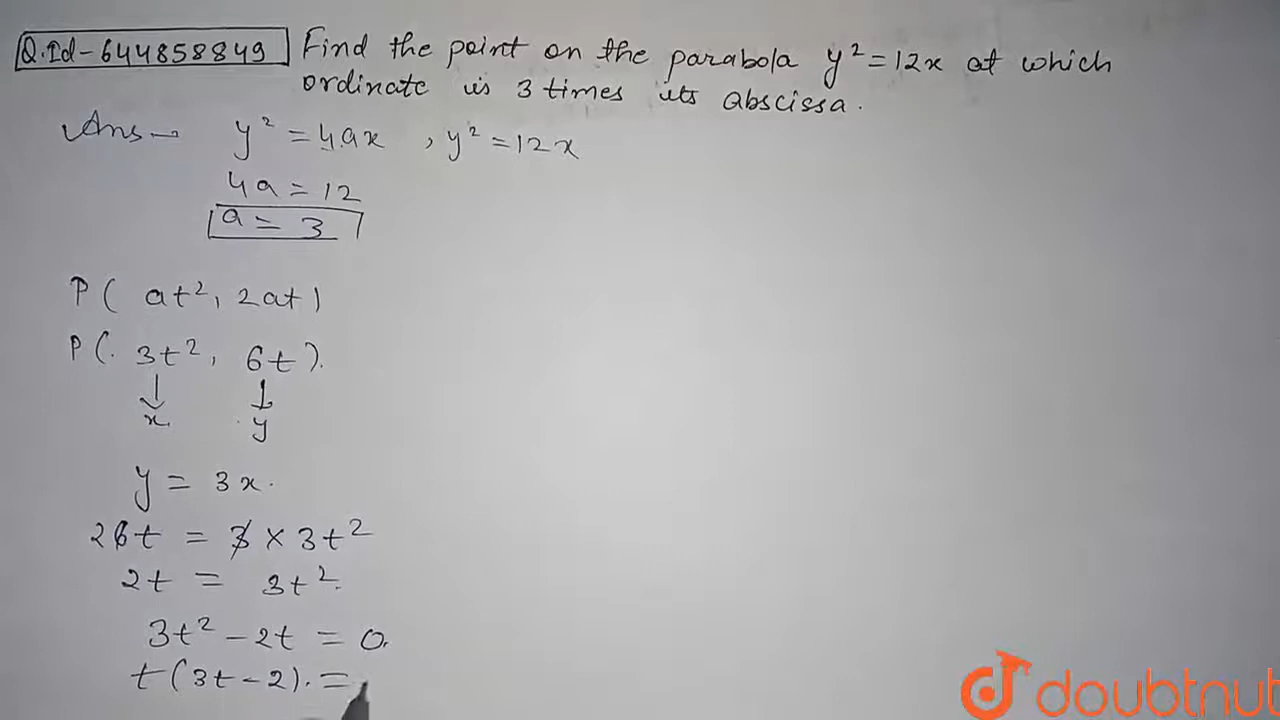 Q.Id-644858849 Find the point on the parabola y² = 12x at which
ordinate is 3 times its abscissa.
Ans→ y² = 4ax , y² = 12x
4a = 12
a = 3
P( at², 2at)
P(. 3t², 6t).
↓ ↓
x. y
y = 3x.
26t = 3 × 3t²
2t = 3t².
3t² - 2t = 0.
t(3t-2). =
doubtnut